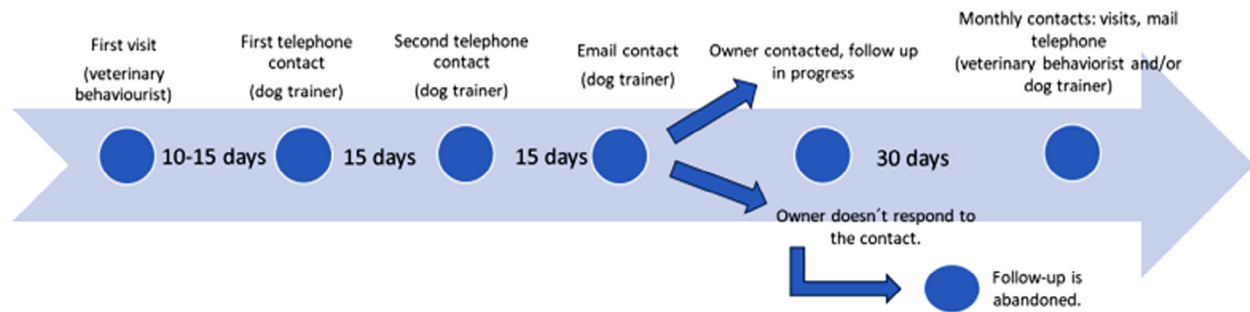 First visit
(veterinary
behaviourist)
First telephone
contact
(dog trainer)
Second telephone
contact
(dog trainer)
Email contact
(dog trainer)
Owner contacted, follow up
in progress
Monthly contacts: visits, mail
telephone
(veterinary behaviorist and/or
dog trainer)
10-15 days
15 days
15 days
30 days
Owner doesn´t respond to
the contact.
Follow-up is
abandoned.